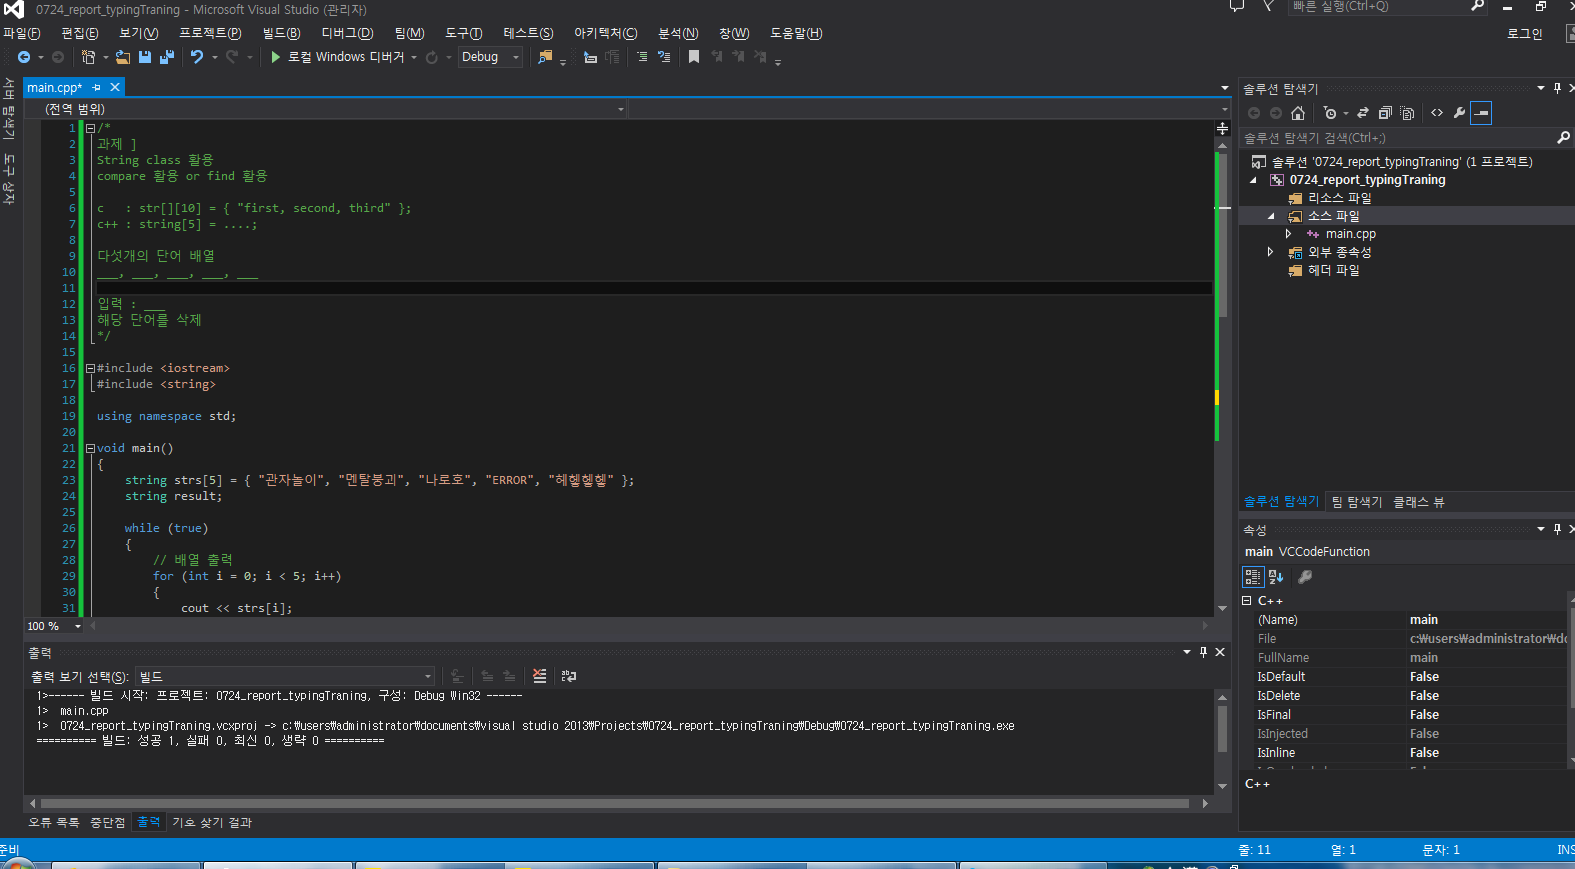 0724_report_typingTraning - Microsoft Visual Studio (관리자)
빠른 실행(Ctrl+Q)
파일(F) 편집(E) 보기(V) 프로젝트(P) 빌드(B) 디버그(D) 팀(M) 도구(T) 테스트(S) 아키텍처(C) 분석(N) 창(W) 도움말(H)
로그인
로컬 Windows 디버거 Debug
서버 탐색기
도구 상자
main.cpp*
(전역 범위)
1 /*
2 과제 ]
3 String class 활용
4 compare 활용 or find 활용
5
6 c   : str[][10] = { "first, second, third" };
7 c++ : string[5] = ....;
8
9 다섯개의 단어 배열
10 ___, ___, ___, ___, ___
11
12 입력 : ___
13 해당 단어를 삭제
14 */
15
16 #include <iostream>
17 #include <string>
18
19 using namespace std;
20
21 void main()
22 {
23     string strs[5] = { "관자놀이", "멘탈붕괴", "나로호", "ERROR", "헤헿헿헿" };
24     string result;
25
26     while (true)
27     {
28         // 배열 출력
29         for (int i = 0; i < 5; i++)
30         {
31             cout << strs[i];
100 %
출력
출력 보기 선택(S): 빌드
1>------ 빌드 시작: 프로젝트: 0724_report_typingTraning, 구성: Debug Win32 ------
1>  main.cpp
1>  0724_report_typingTraning.vcxproj -> c:₩users₩administrator₩documents₩visual studio 2013₩Projects₩0724_report_typingTraning₩Debug₩0724_report_typingTraning.exe
========== 빌드: 성공 1, 실패 0, 최신 0, 생략 0 ==========
오류 목록 중단점 출력 기호 찾기 결과
솔루션 탐색기
솔루션 탐색기 검색(Ctrl+;)
솔루션 '0724_report_typingTraning' (1 프로젝트)
0724_report_typingTraning
리소스 파일
소스 파일
main.cpp
외부 종속성
헤더 파일
솔루션 탐색기 팀 탐색기 클래스 뷰
속성
main VCCodeFunction
C++
(Name) main
File c:₩users₩administrator₩dc
FullName main
IsDefault False
IsDelete False
IsFinal False
IsInjected False
IsInline False
C++
준비
줄: 11 열: 1 문자: 1 INS